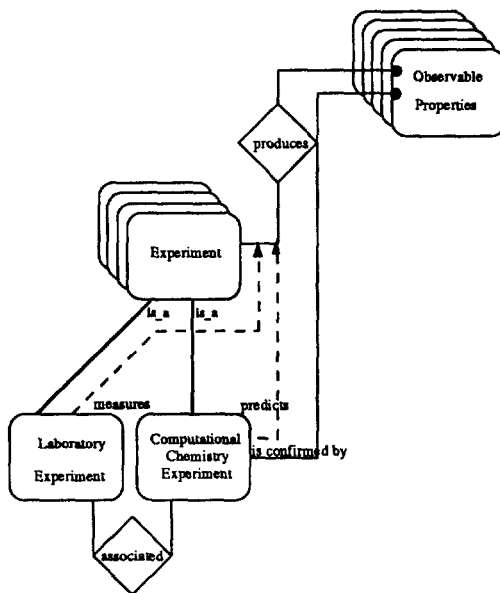 Observable
Properties
produces
Experiment
is_a
is_a
measures
predicts
Laboratory
Experiment
Computational
Chemistry
Experiment
is confirmed by
associated